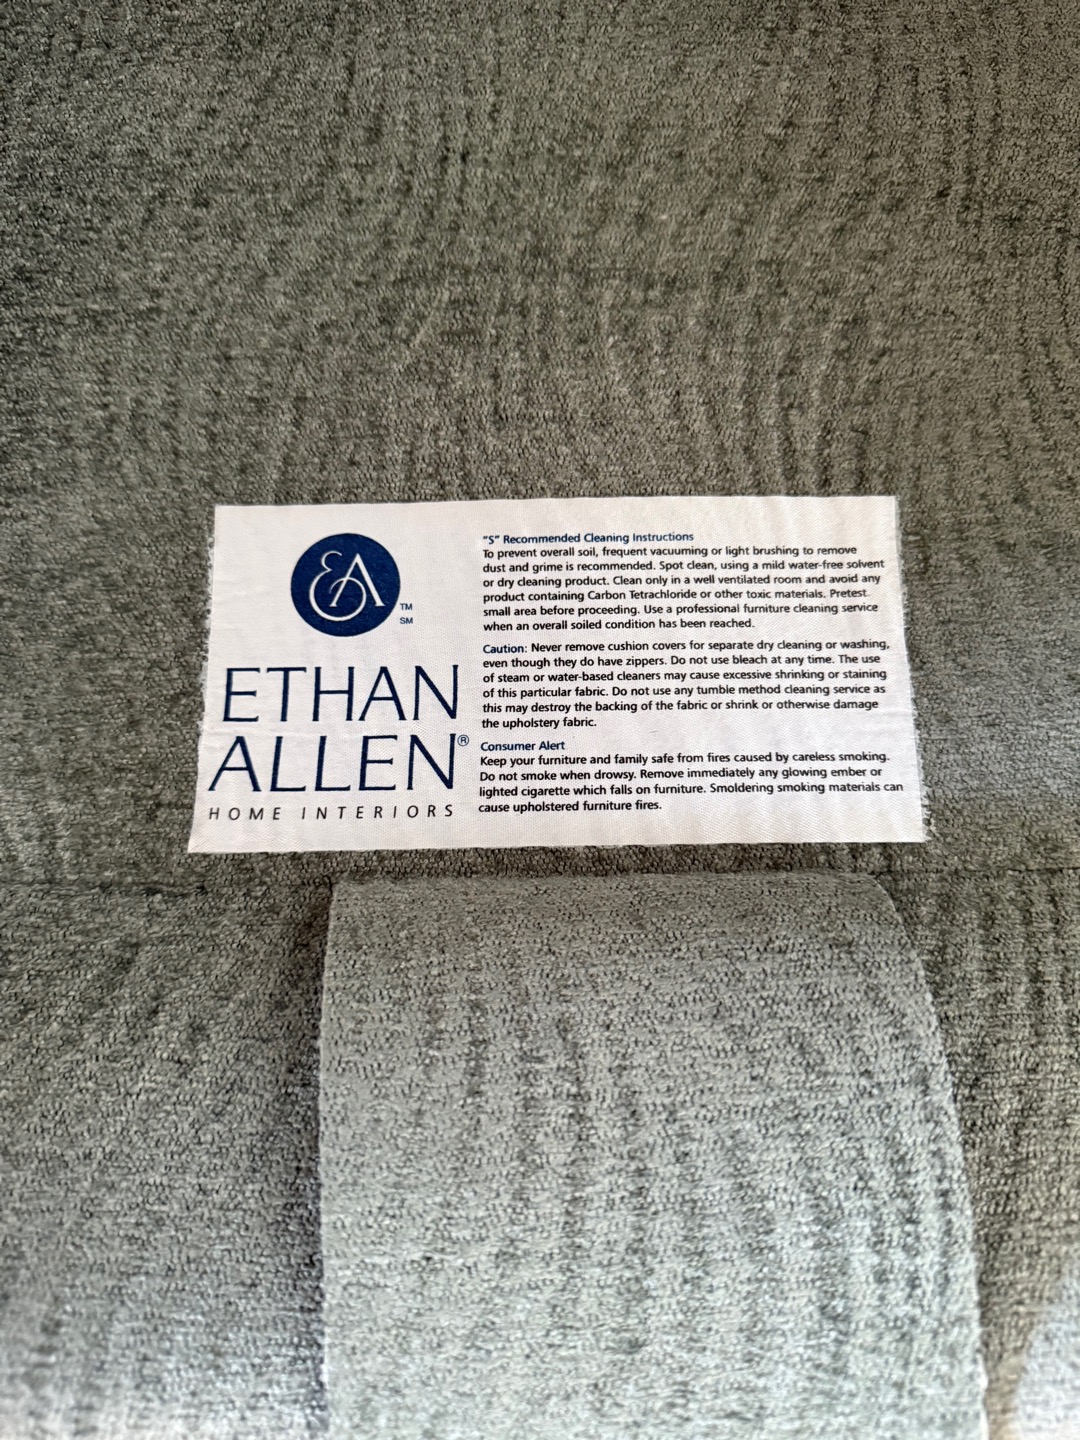 EA
TM
SM
ETHAN
ALLEN®
HOME INTERIORS
"S" Recommended Cleaning Instructions
To prevent overall soil, frequent vacuuming or light brushing to remove
dust and grime is recommended. Spot clean, using a mild water-free solvent
or dry cleaning product. Clean only in a well ventilated room and avoid any
product containing Carbon Tetrachloride or other toxic materials. Pretest
small area before proceeding. Use a professional furniture cleaning service
when an overall soiled condition has been reached.
Caution: Never remove cushion covers for separate dry cleaning or washing,
even though they do have zippers. Do not use bleach at any time. The use
of steam or water-based cleaners may cause excessive shrinking or staining
of this particular fabric. Do not use any tumble method cleaning service as
this may destroy the backing of the fabric or shrink or otherwise damage
the upholstery fabric.
Consumer Alert
Keep your furniture and family safe from fires caused by careless smoking.
Do not smoke when drowsy. Remove immediately any glowing ember or
lighted cigarette which falls on furniture. Smoldering smoking materials can
cause upholstered furniture fires.